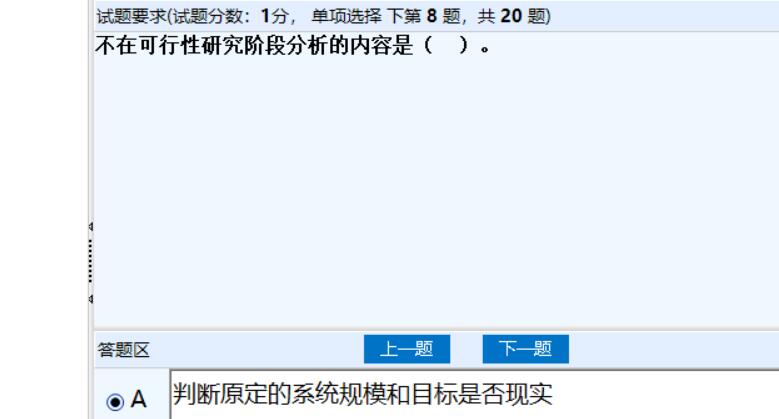 试题要求(试题分数：1分， 单项选择 下第 8 题，共 20 题)
不在可行性研究阶段分析的内容是（  ）。
答题区 上一题 下一题
A 判断原定的系统规模和目标是否现实